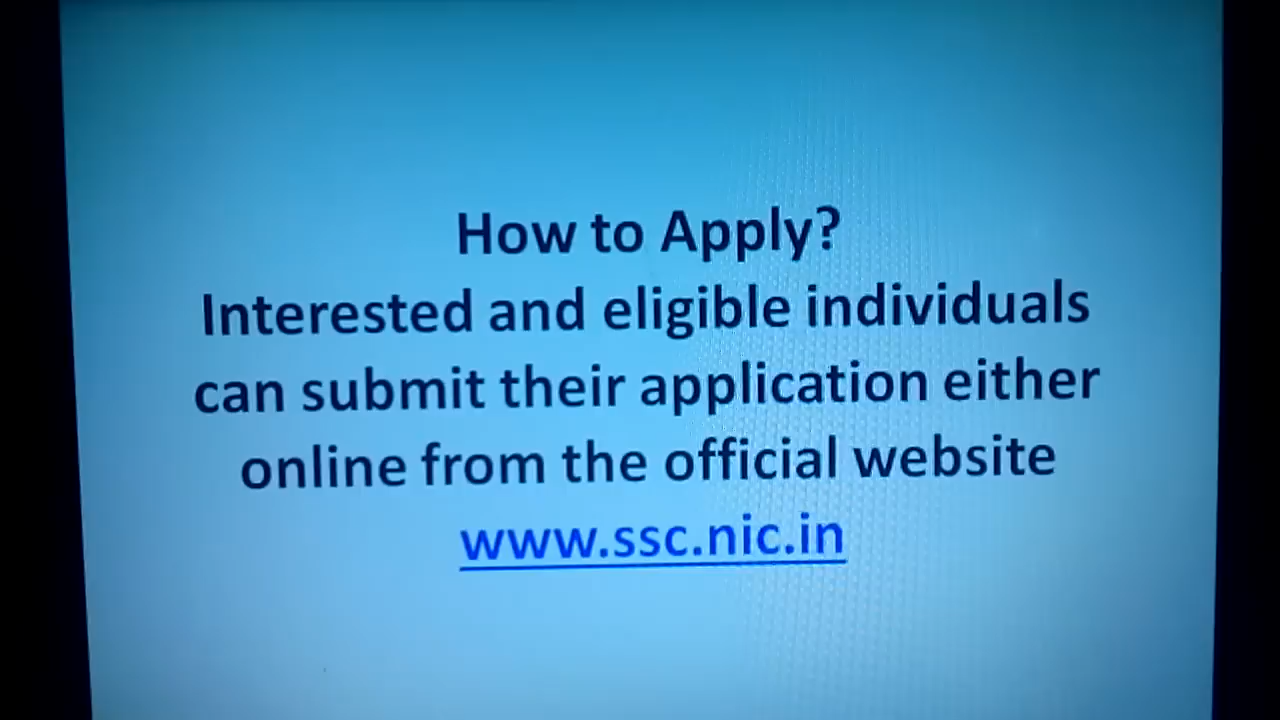 How to Apply?
Interested and eligible individuals
can submit their application either
online from the official website
www.ssc.nic.in